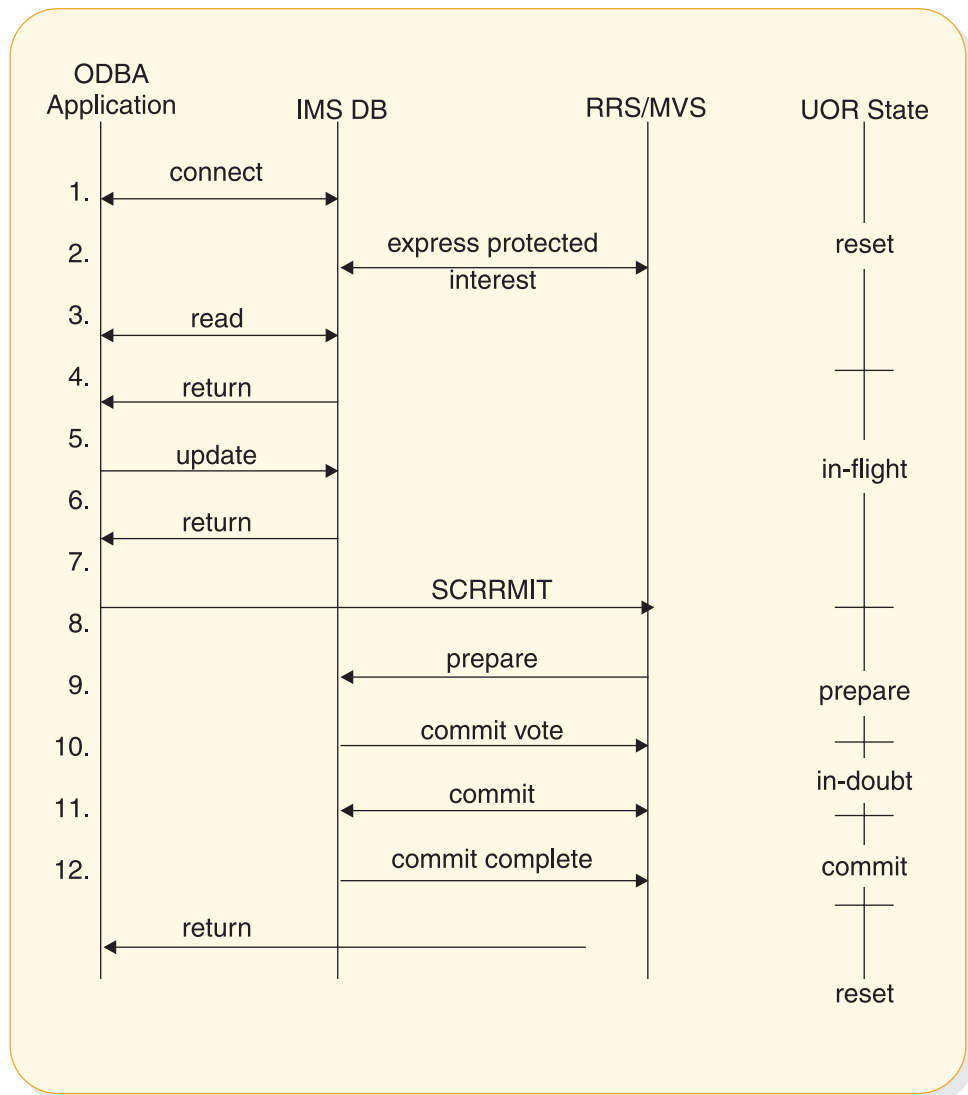 ODBA
Application
IMS DB
RRS/MVS
UOR State
connect
1.
express protected
reset
2.
interest
3.
read
4.
return
5.
update
in-flight
6.
return
7.
SCRRMIT
8.
prepare
9.
prepare
commit vote
10.
in-doubt
commit
11.
commit complete
12.
commit
return
reset